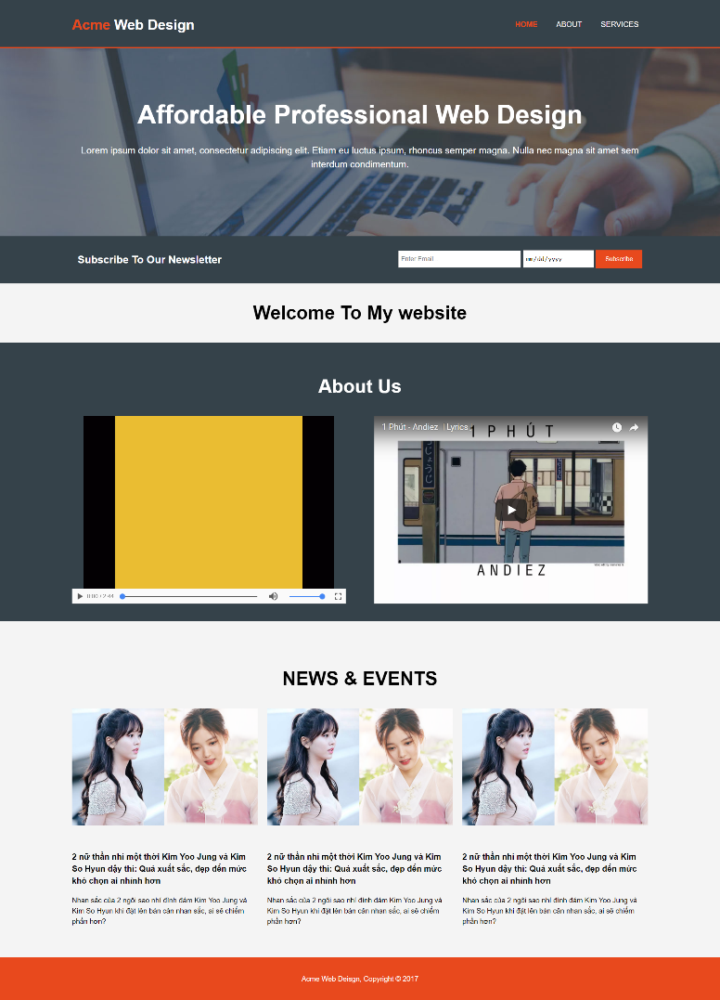 Acme Web Design
HOME ABOUT SERVICES
Affordable Professional Web Design
Lorem ipsum dolor sit amet, consectetur adipiscing elit. Etiam eu luctus ipsum, rhoncus semper magna. Nulla nec magna sit amet sem
interdum condimentum.
Subscribe To Our Newsletter
Enter Email
mm/dd/yyyy
Subscribe
Welcome To My website
About Us
0:00 / 2:44
1 Phút - Andiez | Lyrics
1 PHÚT
ANDIEZ
NEWS & EVENTS
2 nữ thần nhi một thời Kim Yoo Jung và Kim
So Hyun dậy thì: Quá xuất sắc, đẹp đến mức
khó chọn ai nhỉnh hơn
Nhan sắc của 2 ngôi sao nhí đình đám Kim Yoo Jung và
Kim So Hyun khi đặt lên bàn cân nhan sắc, ai sẽ chiếm
phần hơn?
2 nữ thần nhi một thời Kim Yoo Jung và Kim
So Hyun dậy thì: Quá xuất sắc, đẹp đến mức
khó chọn ai nhỉnh hơn
Nhan sắc của 2 ngôi sao nhí đình đám Kim Yoo Jung và
Kim So Hyun khi đặt lên bàn cân nhan sắc, ai sẽ chiếm
phần hơn?
2 nữ thần nhi một thời Kim Yoo Jung và Kim
So Hyun dậy thì: Quá xuất sắc, đẹp đến mức
khó chọn ai nhỉnh hơn
Nhan sắc của 2 ngôi sao nhí đình đám Kim Yoo Jung và
Kim So Hyun khi đặt lên bàn cân nhan sắc, ai sẽ chiếm
phần hơn?
Acme Web Deisgn, Copyright © 2017